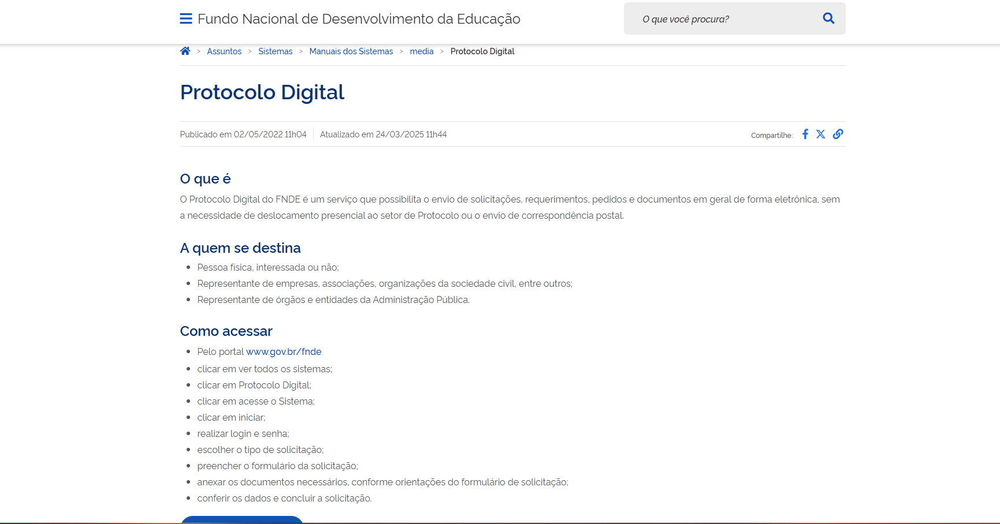 Fundo Nacional de Desenvolvimento da Educação
O que você procura?
> Assuntos > Sistemas > Manuais dos Sistemas > media > Protocolo Digital
Protocolo Digital
Publicado em 02/05/2022 11h04 Atualizado em 24/03/2025 11h44
Compartilhe:
O que é
O Protocolo Digital do FNDE é um serviço que possibilita o envio de solicitações, requerimentos, pedidos e documentos em geral de forma eletrônica, sem
a necessidade de deslocamento presencial ao setor de Protocolo ou o envio de correspondência postal.
A quem se destina
• Pessoa física, interessada ou não;
• Representante de empresas, associações, organizações da sociedade civil, entre outros;
• Representante de órgãos e entidades da Administração Pública.
Como acessar
• Pelo portal www.gov.br/fnde
• clicar em ver todos os sistemas;
• clicar em Protocolo Digital;
• clicar em acesse o Sistema;
• clicar em iniciar;
• realizar login e senha;
• escolher o tipo de solicitação;
• preencher o formulário da solicitação;
• anexar os documentos necessários, conforme orientações do formulário de solicitação;
• conferir os dados e concluir a solicitação.